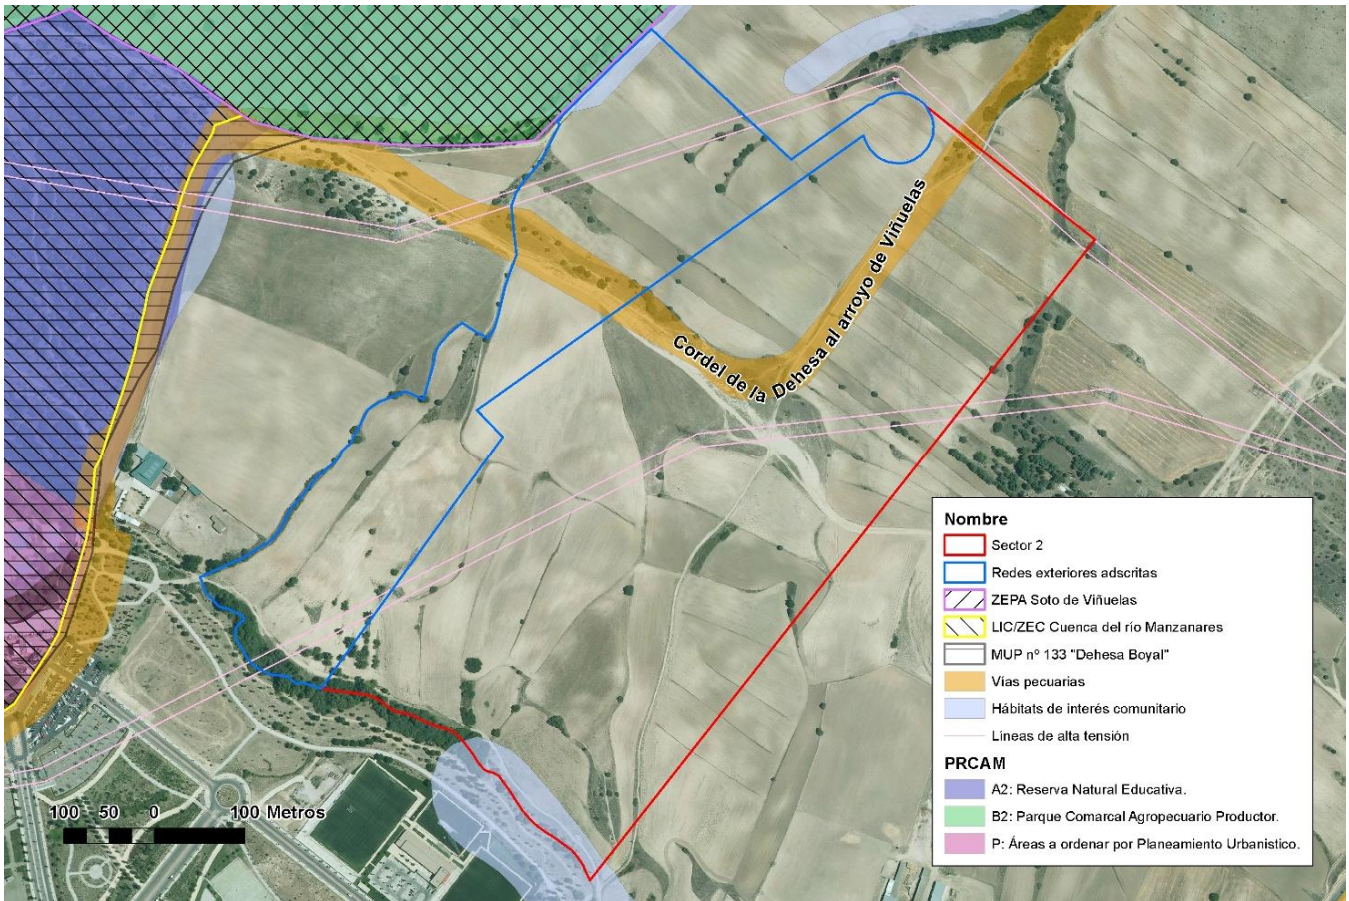 Cordel de la Dehesa al arroyo de Viñuelas
100 50 0 100 Metros
Nombre
Sector 2
Redes exteriores adscritas
ZEPA Soto de Viñuelas
LIC/ZEC Cuenca del río Manzanares
MUP nº 133 "Dehesa Boyal"
Vías pecuarias
Hábitats de interés comunitario
Líneas de alta tensión
PRCAM
A2: Reserva Natural Educativa.
B2: Parque Comarcal Agropecuario Productor.
P: Áreas a ordenar por Planeamiento Urbanistico.